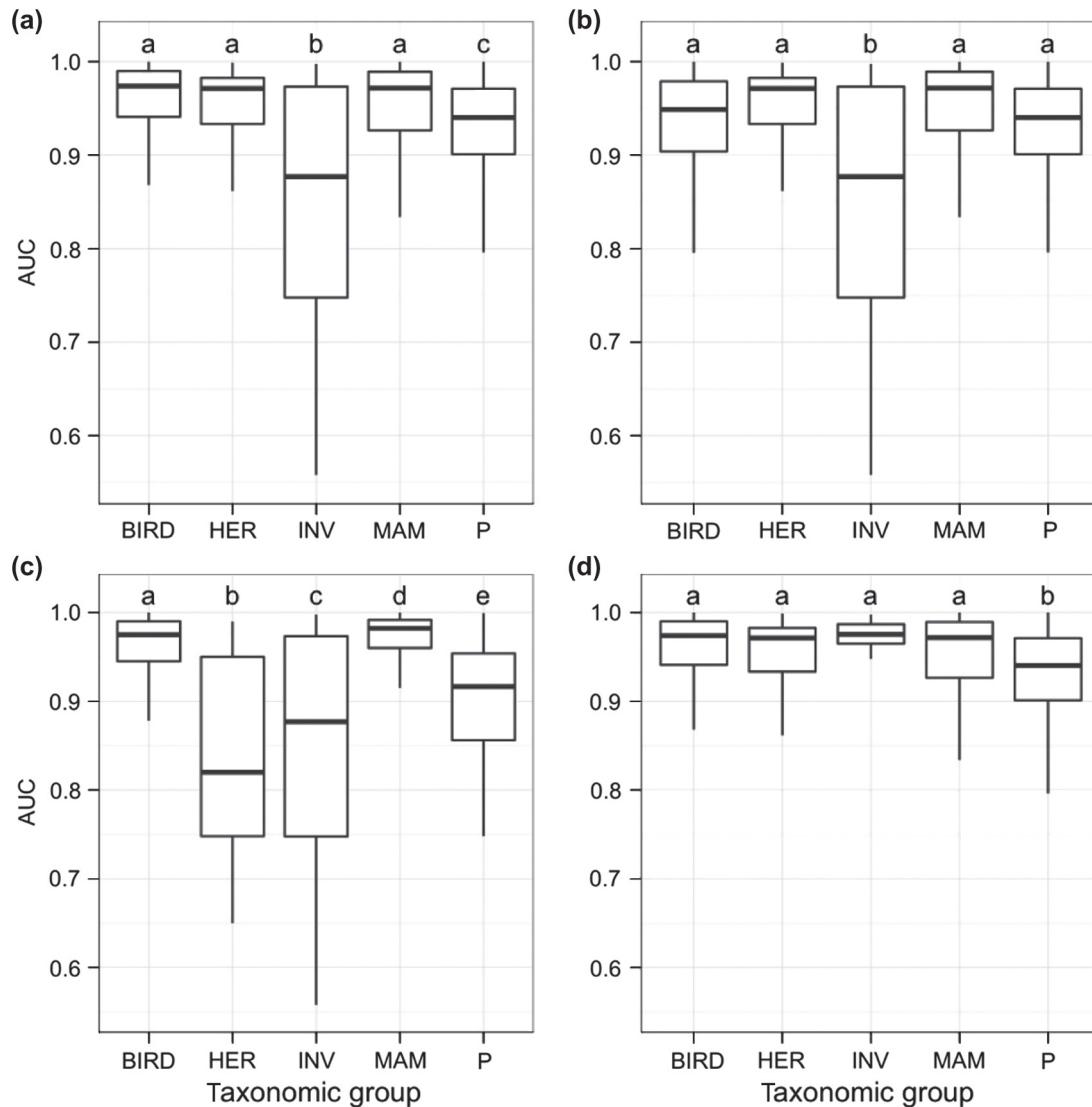 (a)
a a b a c
1.0
0.9
0.8
0.7
0.6
AUC
BIRD HER INV MAM P
(b)
a a b a a
1.0
0.9
0.8
0.7
0.6
BIRD HER INV MAM P
(c)
a b c d e
1.0
0.9
0.8
0.7
0.6
AUC
BIRD HER INV MAM P
Taxonomic group
(d)
a a a a b
1.0
0.9
0.8
0.7
0.6
BIRD HER INV MAM P
Taxonomic group